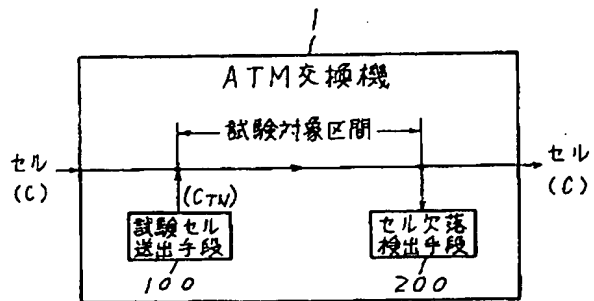 1
ATM交換機
試験対象区間
セル
(C)
セル
(C)
(CTN)
試験セル
送出手段
セル欠落
検出手段
100
200